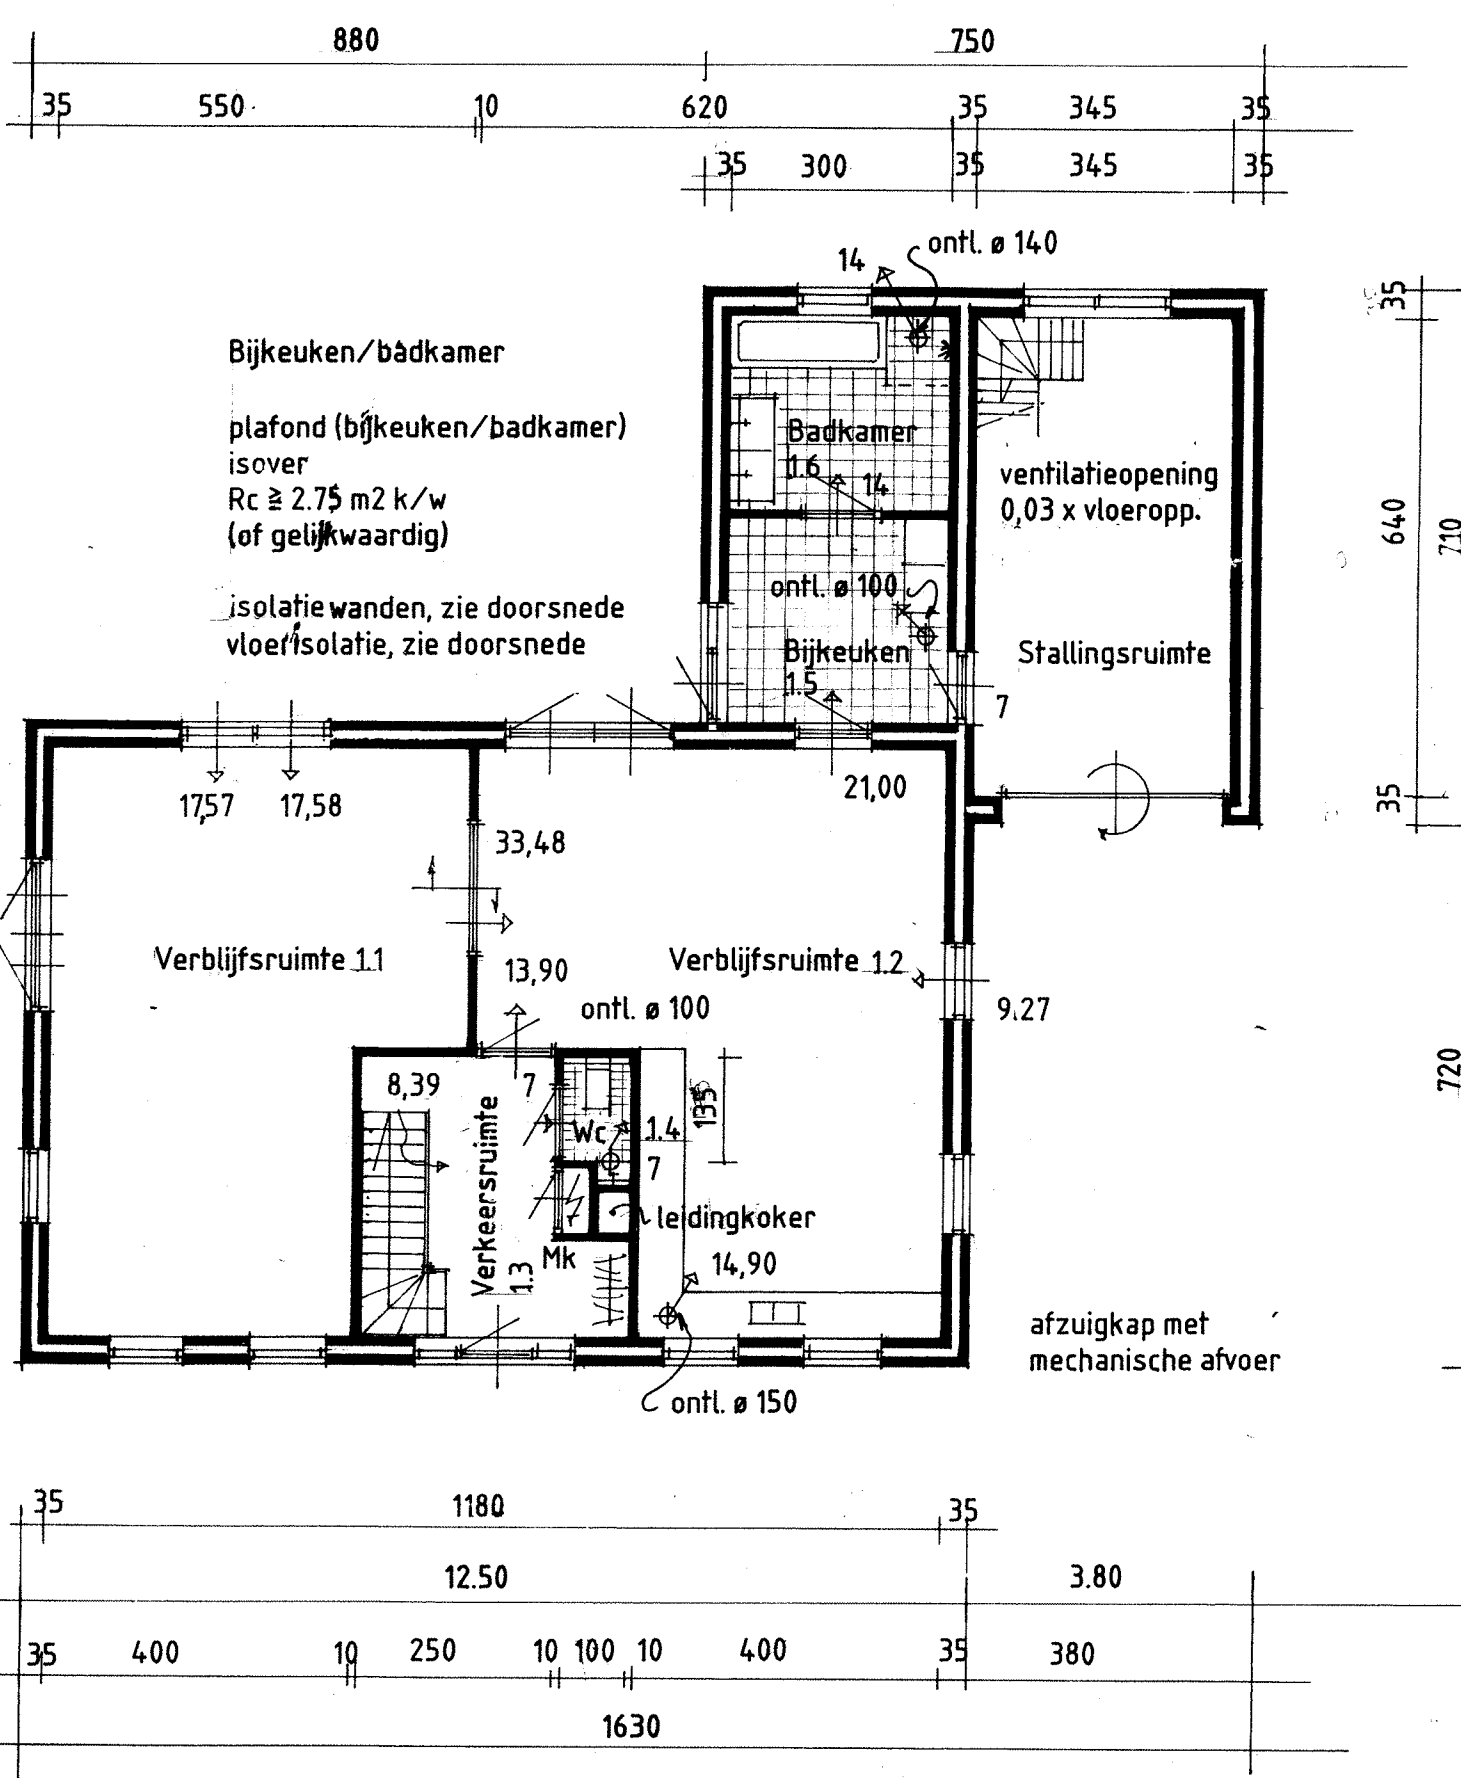 880 750
35 550 10 620 35 345 35
35 300 35 345 35
ontl. ø 140
14
35
Bijkeuken/badkamer
plafond (bijkeuken/badkamer)
isover
Rc ≧ 2.75 m2 k/w
(of gelijkwaardig)
isolatie wanden, zie doorsnede
vloerisolatie, zie doorsnede
Badkamer
1.6
14
ventilatieopening
0,03 x vloeropp.
640
710
ontl. ø 100
Bijkeuken
1.5
Stallingsruimte
7
17,57 17,58
21,00
35
33,48
Verblijfsruimte 1.1
13,90
Verblijfsruimte 1.2
9.27
ontl. ø 100
8,39
7
135
720
Wc
1.4
7
Verkeersruimte
1.3
leidingkoker
Mk
14,90
afzuigkap met
mechanische afvoer
ontl. ø 150
35 1180 35
12.50 3.80
35 400 10 250 10 100 10 400 35 380
1630